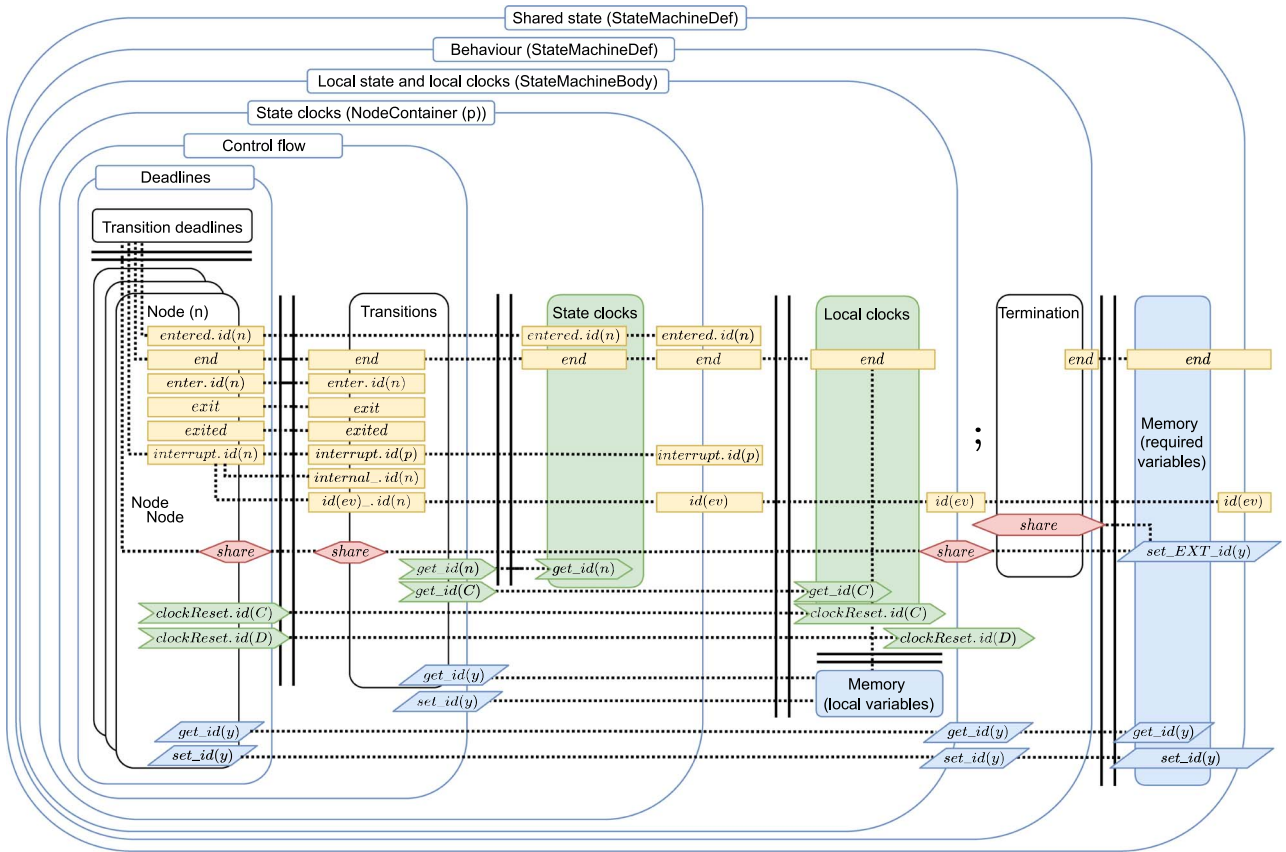 Shared state (StateMachineDef)
Behaviour (StateMachineDef)
Local state and local clocks (StateMachineBody)
State clocks (NodeContainer (p))
Control flow
Deadlines
Transition deadlines
Node (n)
Transitions
State clocks
Local clocks
Termination
entered.id(n)
entered.id(n)
entered.id(n)
end
end
end
end
end
end
end
enter.id(n)
enter.id(n)
exit
exit
exited
exited
interrupt.id(n)
interrupt.id(p)
interrupt.id(p)
;
Memory
(required
variables)
internal_.id(n)
id(ev)_.id(n)
id(ev)
id(ev)
id(ev)
Node
Node
share
share
share
share
set_EXT_id(y)
get_id(n)
get_id(n)
get_id(C)
get_id(C)
clockReset.id(C)
clockReset.id(C)
clockReset.id(D)
clockReset.id(D)
get_id(y)
set_id(y)
Memory
(local variables)
get_id(y)
get_id(y)
get_id(y)
set_id(y)
set_id(y)
set_id(y)